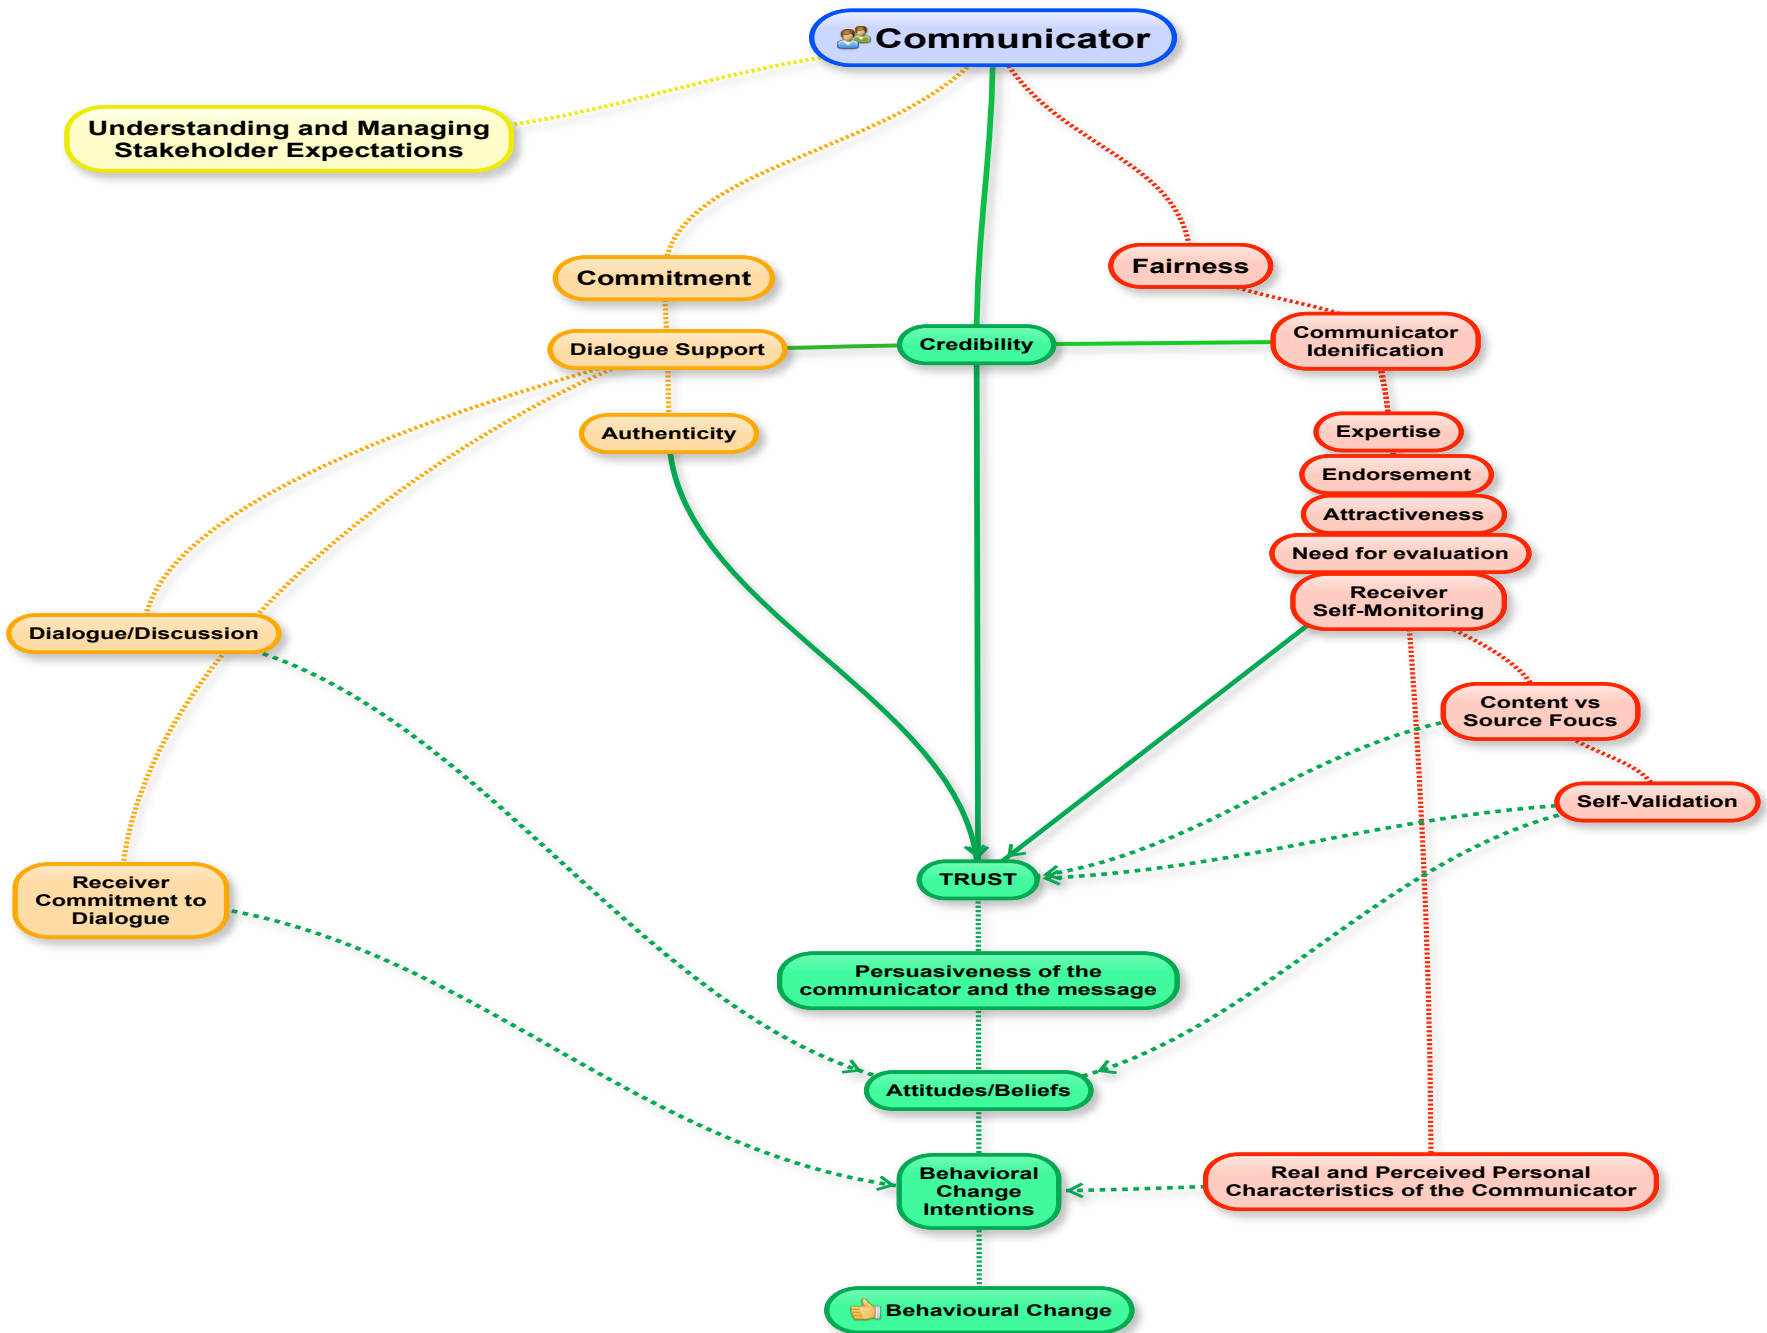 Communicator
Understanding and Managing
Stakeholder Expectations
Commitment
Fairness
Dialogue Support
Credibility
Communicator
Idenification
Authenticity
Expertise
Endorsement
Attractiveness
Need for evaluation
Receiver
Self-Monitoring
Dialogue/Discussion
Content vs
Source Foucs
Self-Validation
TRUST
Receiver
Commitment to
Dialogue
Persuasiveness of the
communicator and the message
Attitudes/Beliefs
Behavioral
Change
Intentions
Real and Perceived Personal
Characteristics of the Communicator
Behavioural Change